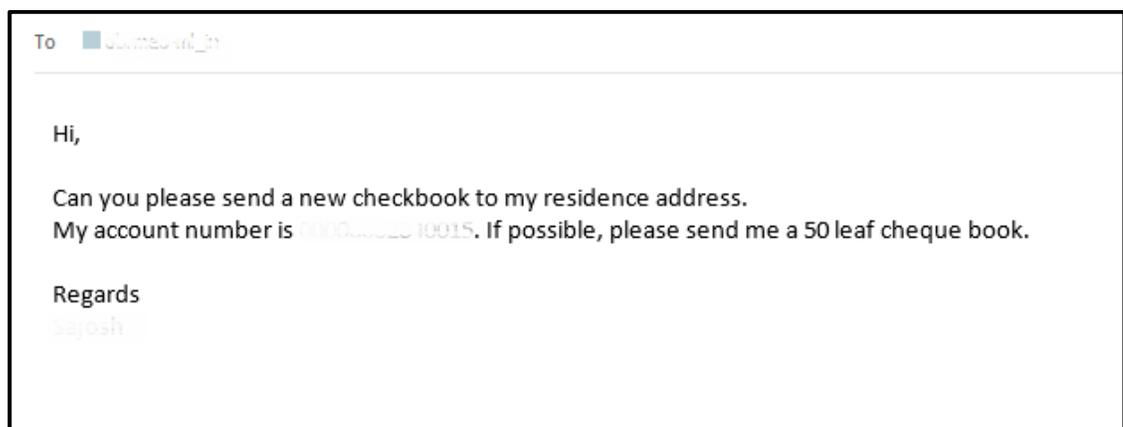 To
Hi,
Can you please send a new checkbook to my residence address.
My account number is . If possible, please send me a 50 leaf cheque book.
Regards